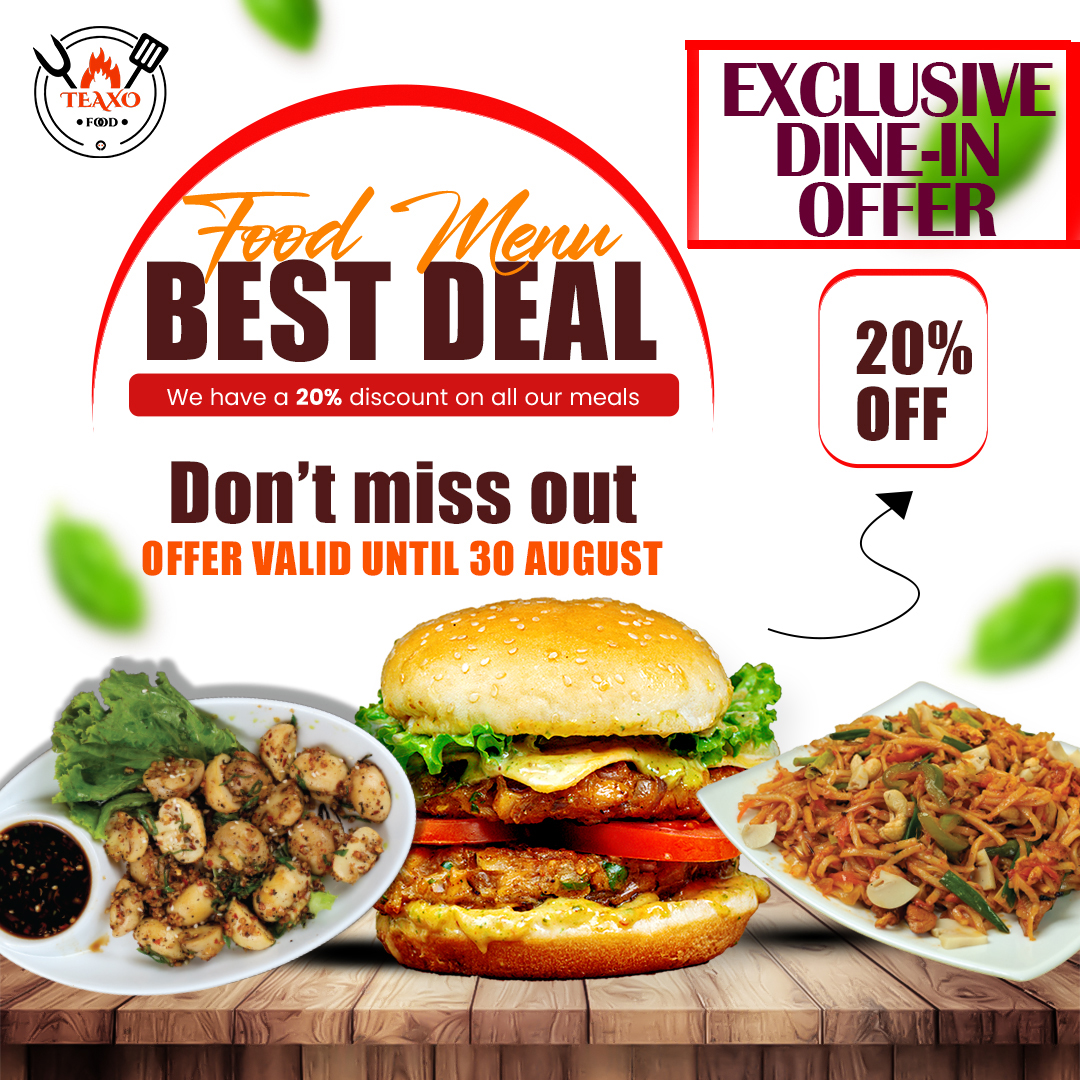 TEAXO
• FOOD •
EXCLUSIVE
DINE-IN
OFFER
Food Menu
BEST DEAL
We have a 20% discount on all our meals
20%
OFF
Don’t miss out
OFFER VALID UNTIL 30 AUGUST